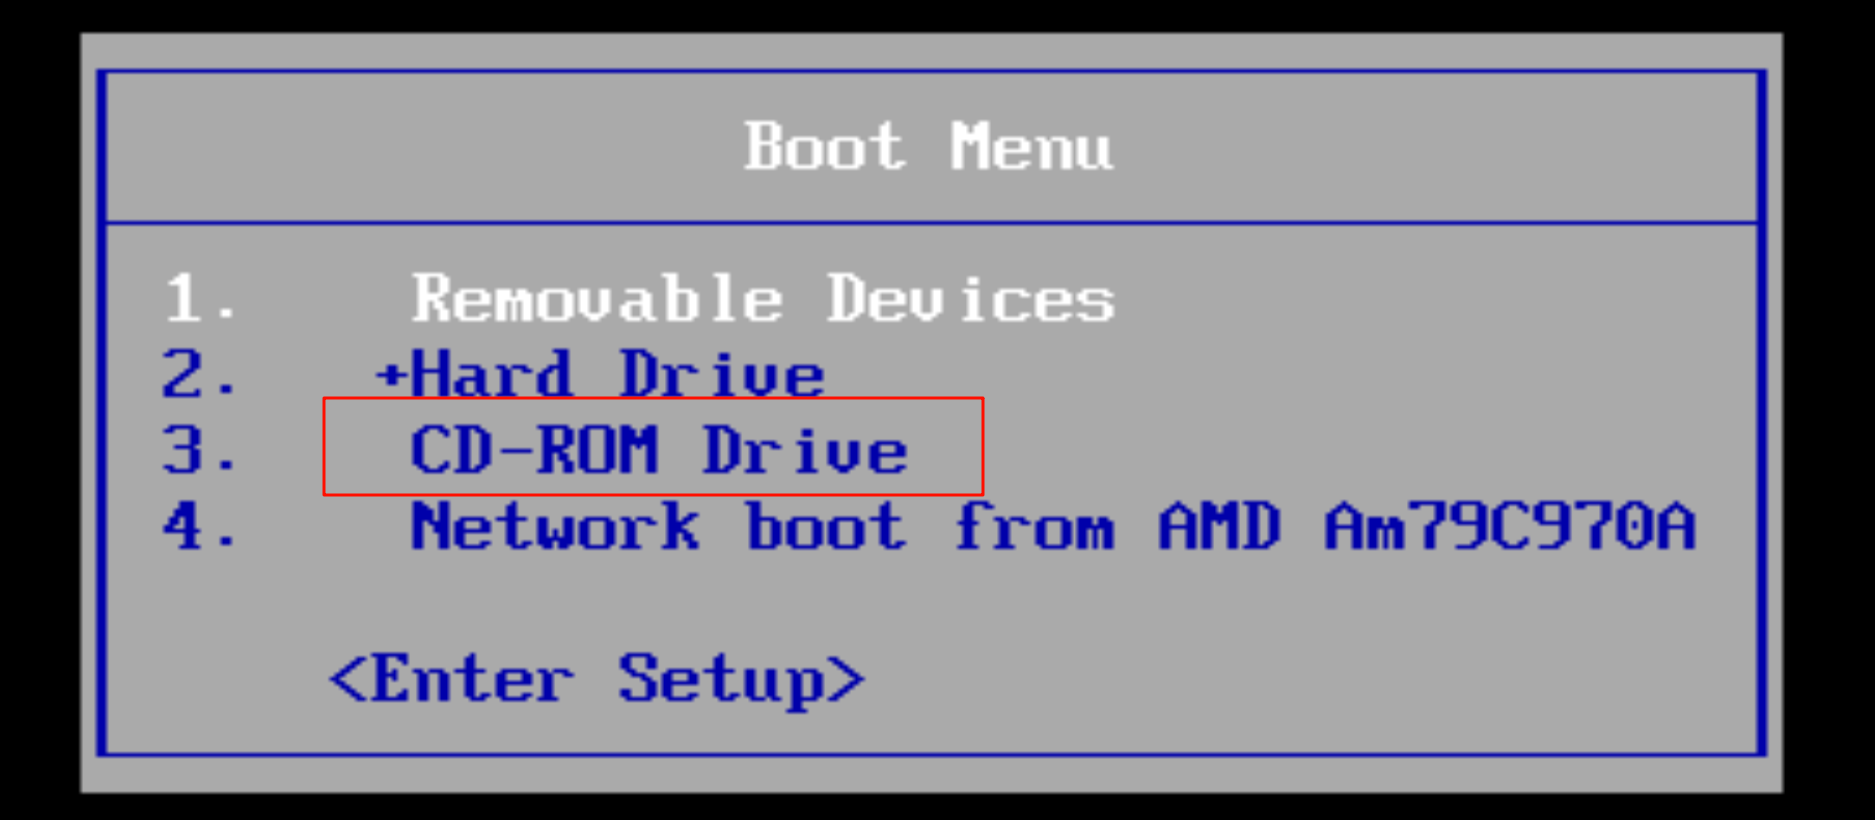 Boot Menu
1. Removable Devices
2. +Hard Drive
3. CD-ROM Drive
4. Network boot from AMD Am79C970A
<Enter Setup>